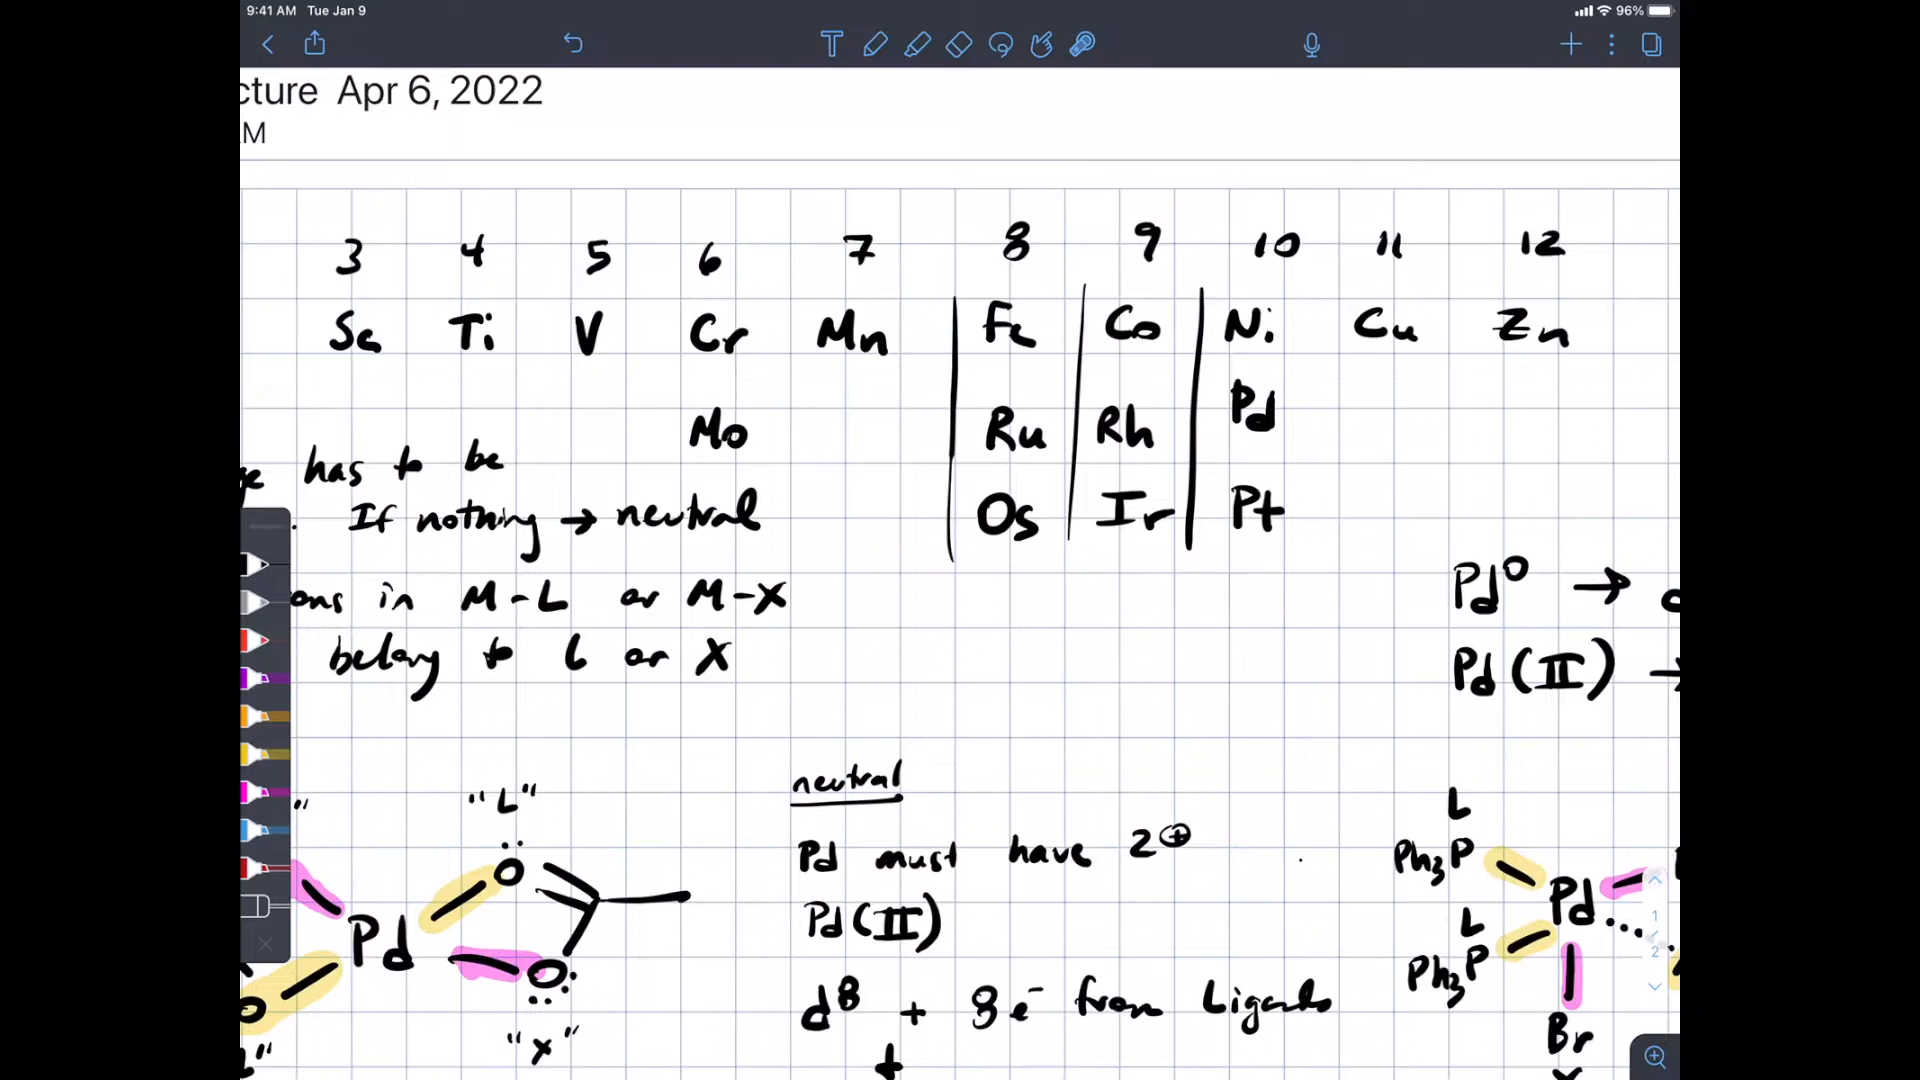 9:41 AM Tue Jan 9
96%
cture Apr 6, 2022
M
3 4 5 6 7 8 9 10 11 12
Sc Ti V Cr Mn Fe Co Ni Cu Zn
Mo Ru Rh Pd
Os Ir Pt
has to be
If nothing → neutral
ons in M-L or M-X
belong to L or X
Pd⁰ →
Pd(II) →
neutral
Pd must have 2⊕
Pd(II)
d⁸ + 8e⁻ from Ligands
"L"
O
Pd
O
O
"X"
L
Ph₃P
Pd
L
Ph₃P
Br
X
1
2